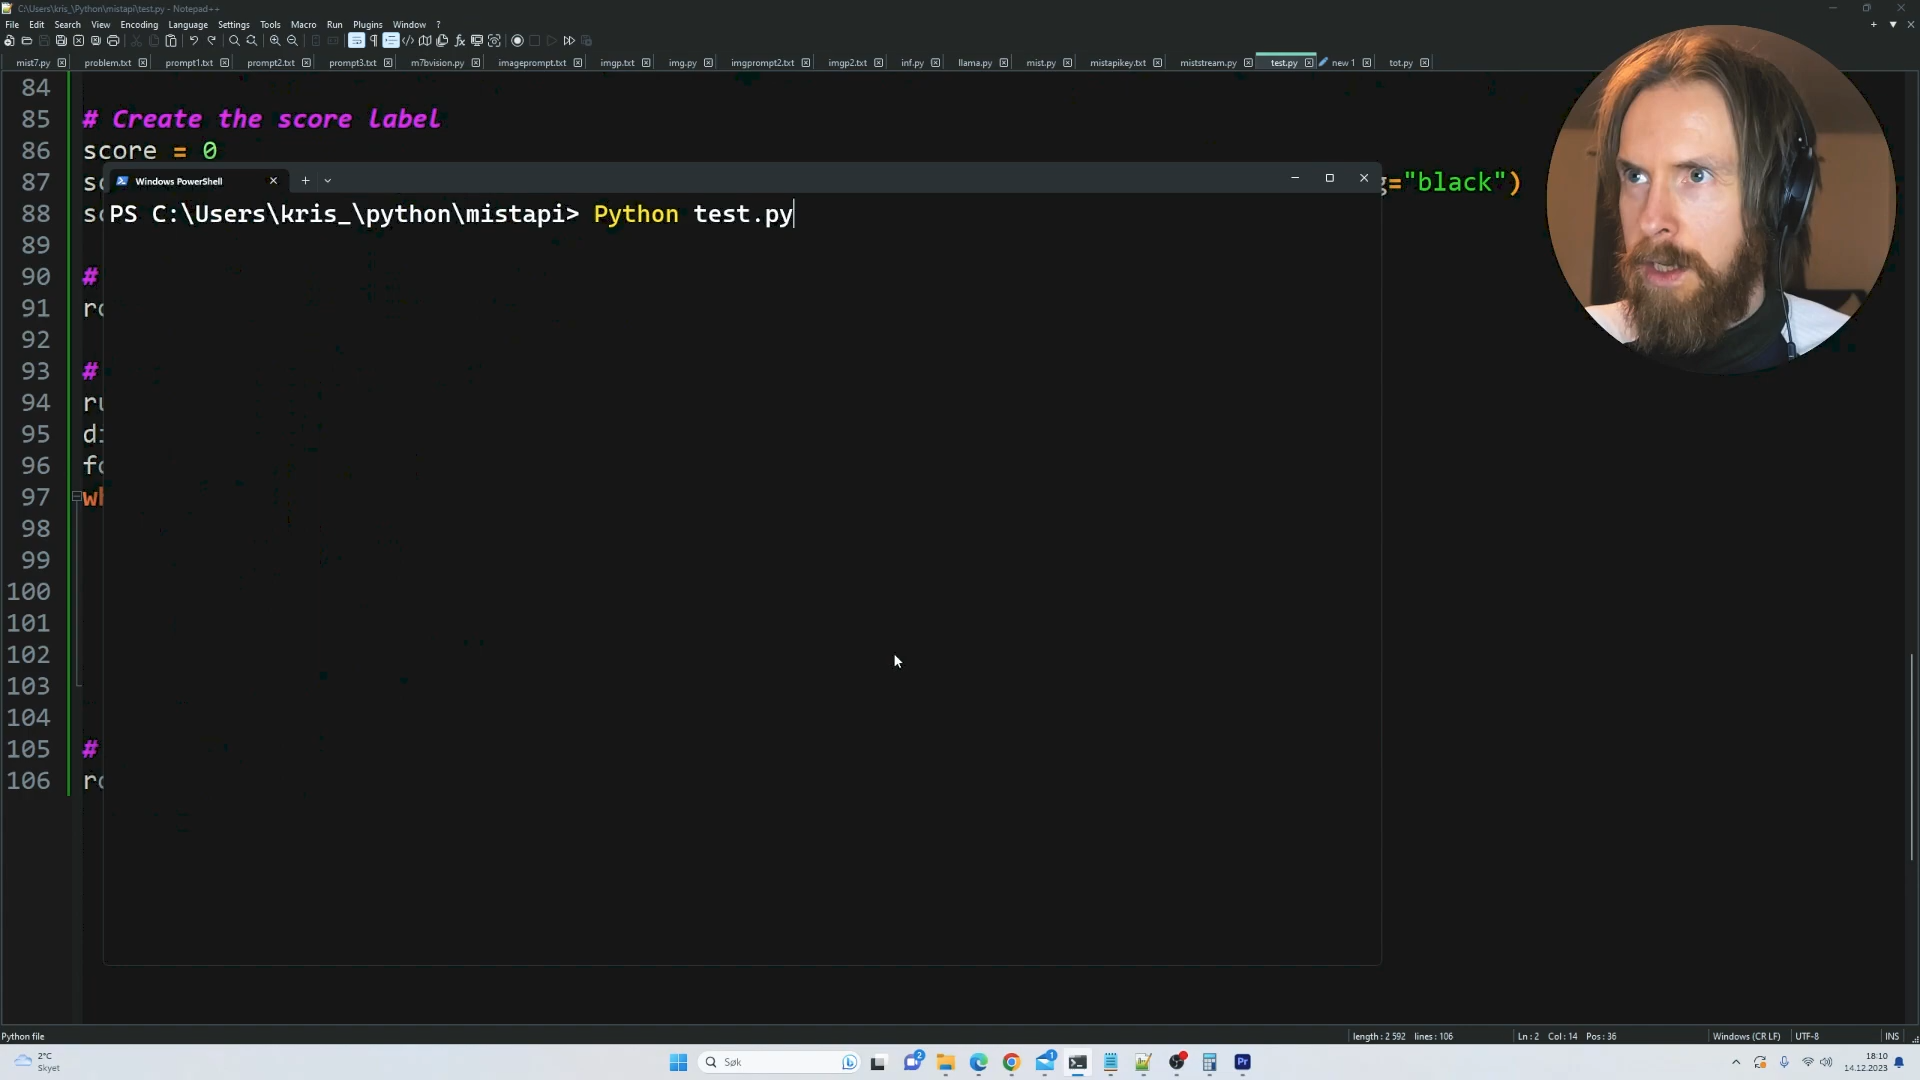 C:\Users\kris_\Python\mistapi\test.py - Notepad++
File Edit Search View Encoding Language Settings Tools Macro Run Plugins Window ?
mist7.py problem.txt prompt1.txt prompt2.txt prompt3.txt m7bvision.py imageprompt.txt imgp.txt img.py imgprompt2.txt imgp2.txt inf.py llama.py mist.py mistapikey.txt miststream.py test.py new 1 tot.py
84
85 # Create the score label
86 score = 0
87 sc g="black")
88 sc
Windows PowerShell
PS C:\Users\kris_\python\mistapi> Python test.py
89
90 #
91 ro
92
93 #
94 ru
95 di
96 fo
97 wh
98
99
100
101
102
103
104
105 #
106 ro
Python file length : 2 592 lines : 106 Ln : 2 Col : 14 Pos : 36 Windows (CR LF) UTF-8 INS
2°C
Skyet
Søk
2
1
Pr
18:10
14.12.2023